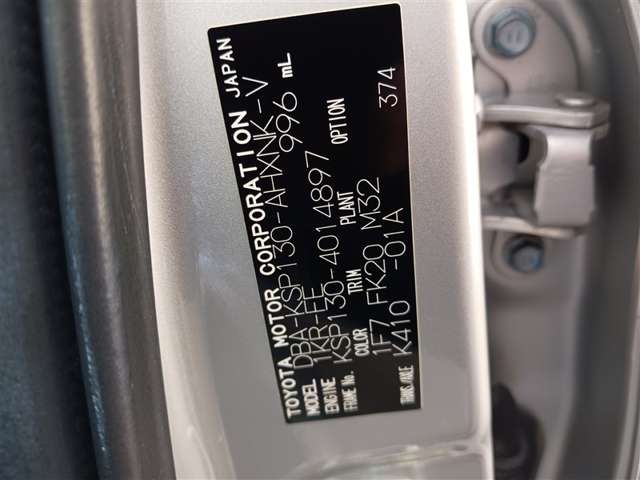 TOYOTA MOTOR CORPORATION JAPAN
MODEL DBA-KSP130-AHXNK-V
ENGINE 1KR-FE 996 mL
FRAME No. KSP130-4014897
COLOR TRIM PLANT OPTION
1F7 FK20 M32 374
TRANS/AXLE K410 -01A